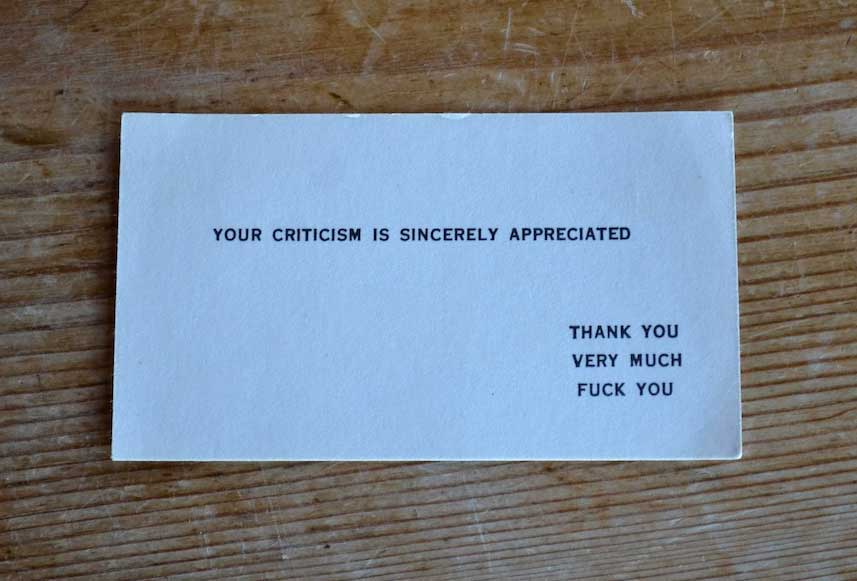 YOUR CRITICISM IS SINCERELY APPRECIATED
THANK YOU
VERY MUCH
FUCK YOU